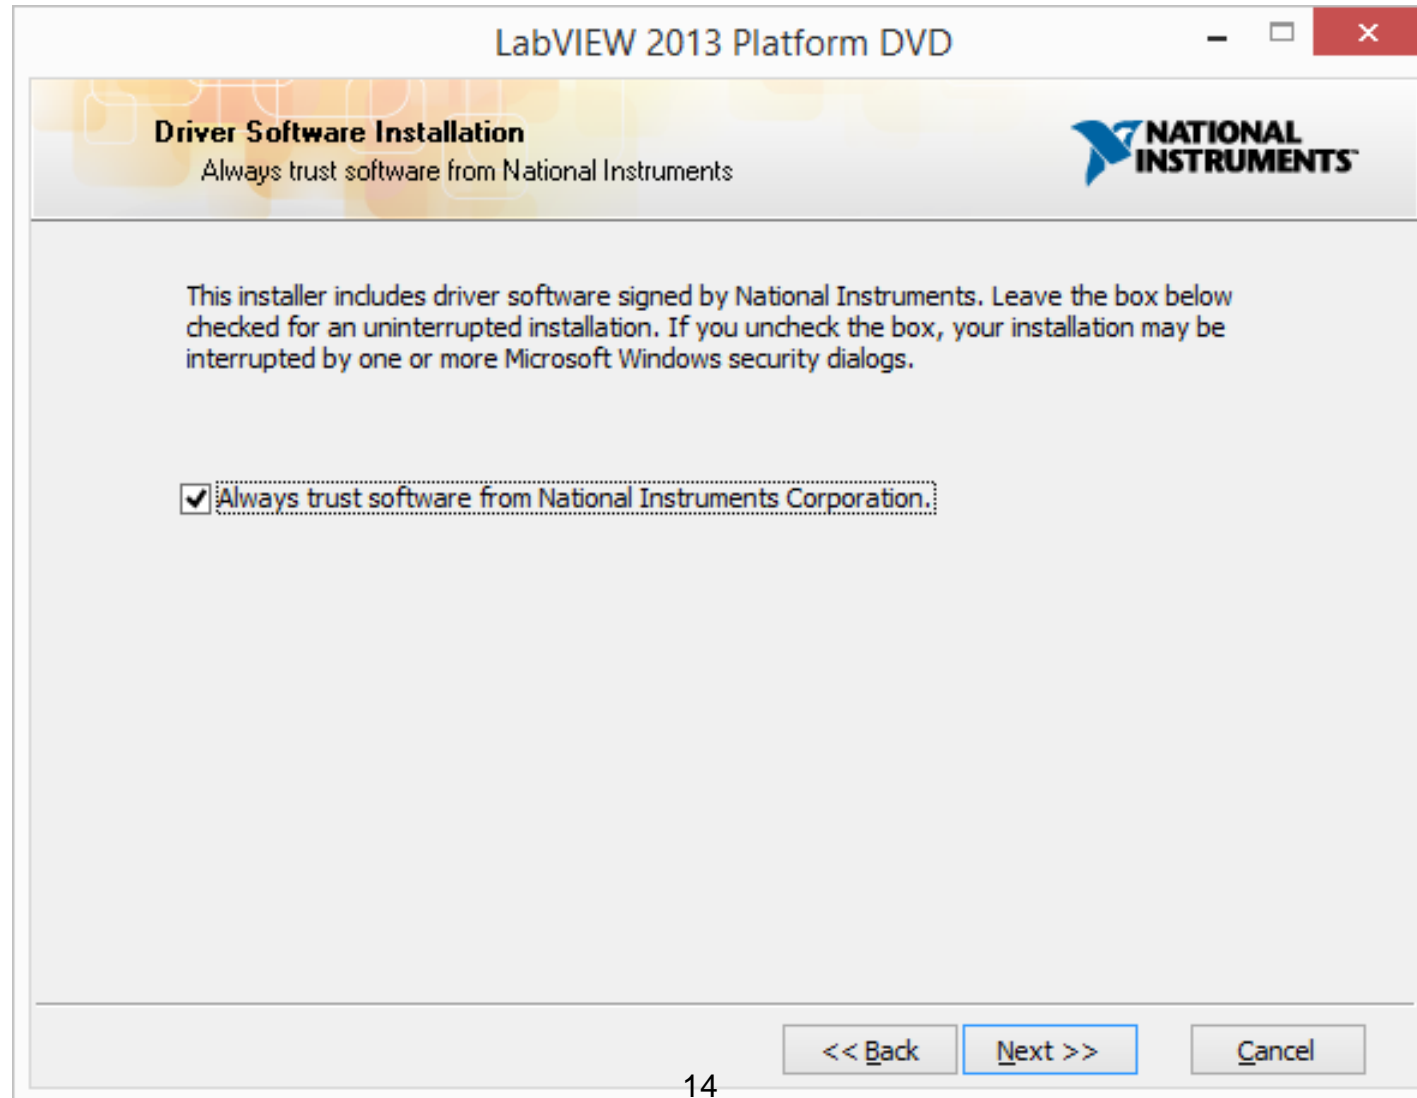 LabVIEW 2013 Platform DVD
Driver Software Installation
Always trust software from National Instruments
NATIONAL
INSTRUMENTS™
This installer includes driver software signed by National Instruments. Leave the box below
checked for an uninterrupted installation. If you uncheck the box, your installation may be
interrupted by one or more Microsoft Windows security dialogs.
Always trust software from National Instruments Corporation.
<< Back
Next >>
Cancel
14